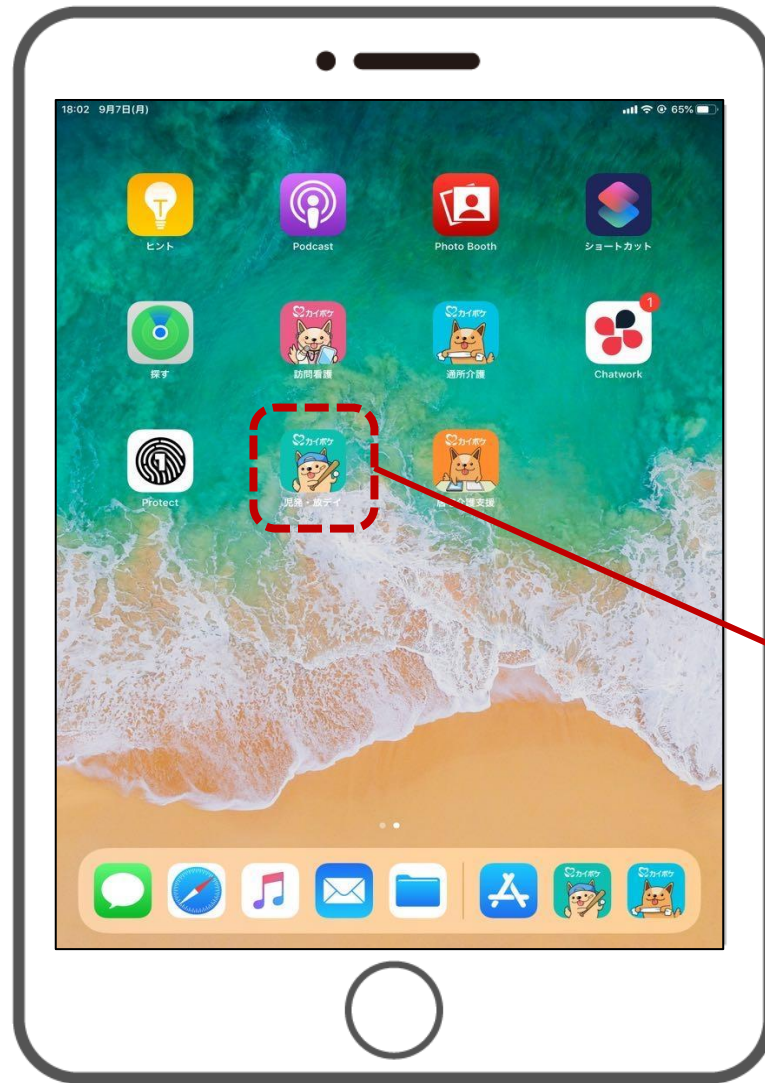 18:02 9月7日(月)
65%
ヒント
Podcast
Photo Booth
ショートカット
カイポケ
カイポケ
1
探す
訪問看護
通所介護
Chatwork
カイポケ
カイポケ
Protect
児発・放デイ
介護支援
カイポケ
カイポケ